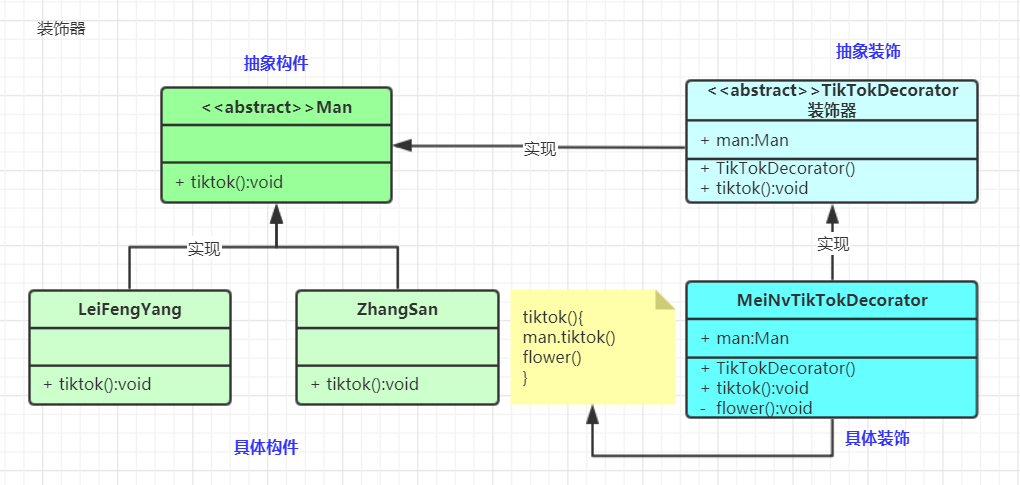 装饰器
抽象构件
<<abstract>>Man
+ tiktok():void
实现
抽象装饰
<<abstract>>TikTokDecorator
装饰器
+ man:Man
+ TikTokDecorator()
+ tiktok():void
实现
LeiFengYang
+ tiktok():void
ZhangSan
+ tiktok():void
具体构件
tiktok(){
man.tiktok()
flower()
}
实现
MeiNvTikTokDecorator
+ man:Man
+ TikTokDecorator()
+ tiktok():void
- flower():void
具体装饰